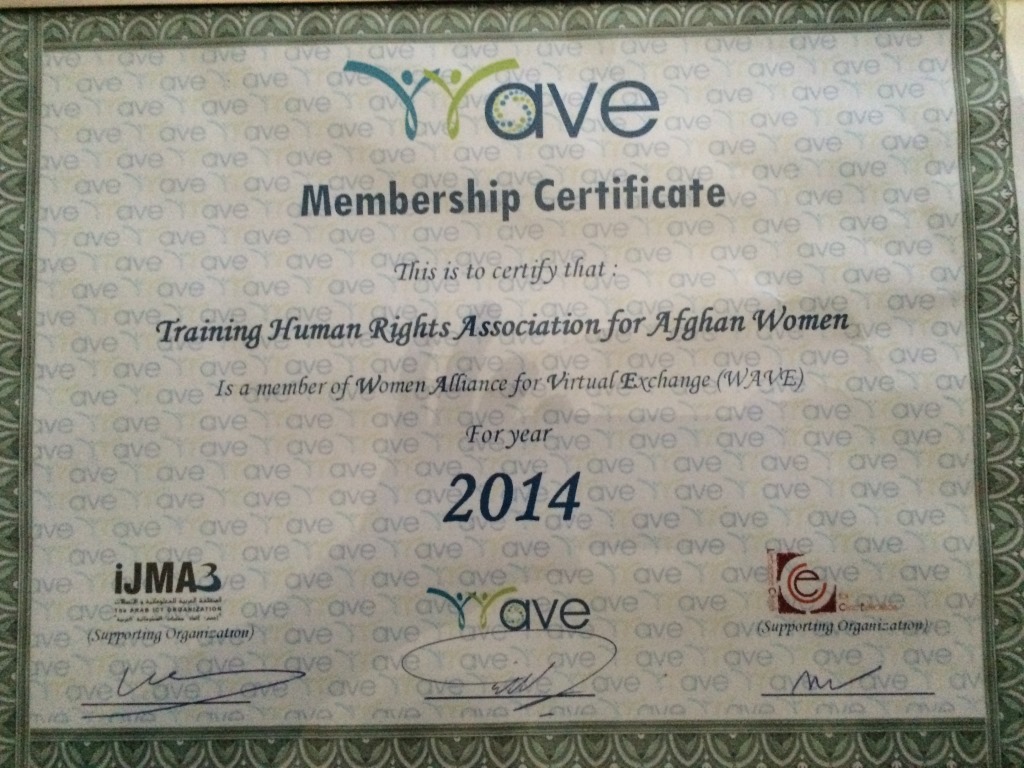 Wave
Membership Certificate
This is to certify that :
Training Human Rights Association for Afghan Women
Is a member of Women Alliance for Virtual Exchange (WAVE)
For year
2014
iJMA3
The ARAB ICT ORGANIZATION
(Supporting Organization)
Wave
(Supporting Organization)